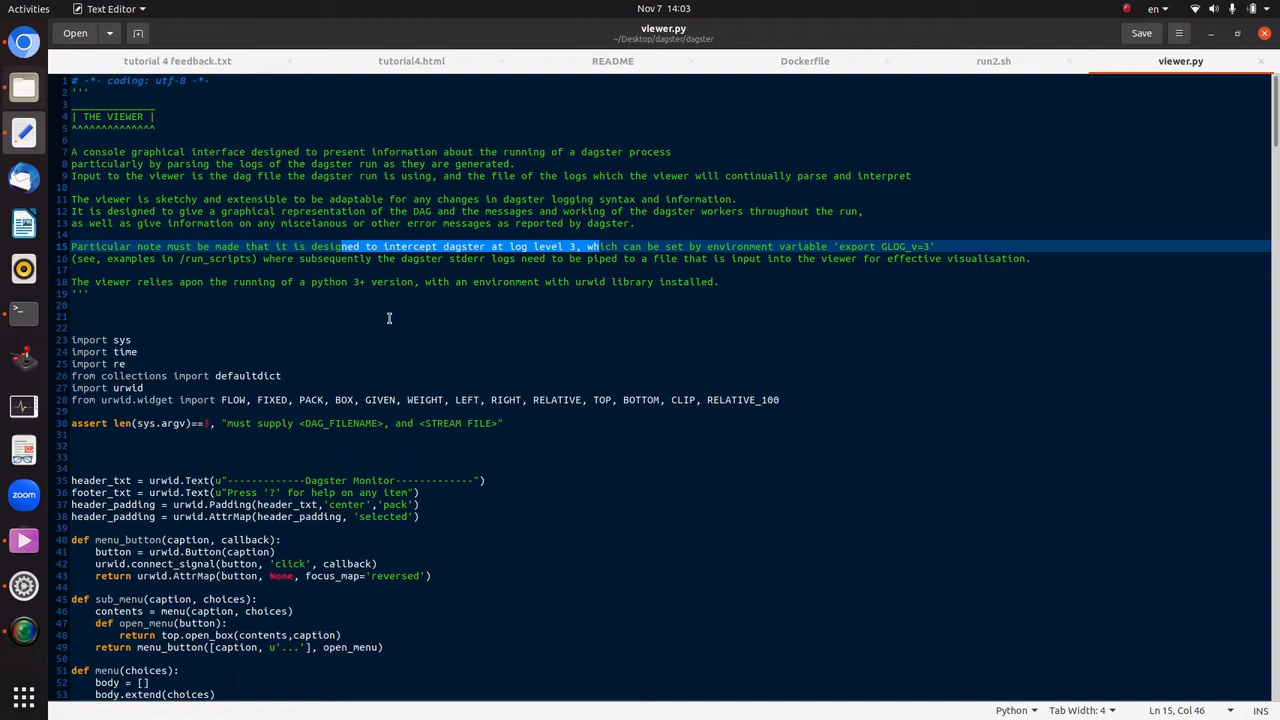 Activities
Text Editor
Nov 7 14:03
en
Open
viewer.py
~/Desktop/dagster/dagster
Save
tutorial 4 feedback.txt
tutorial4.html
README
Dockerfile
run2.sh
viewer.py
1 # -*- coding: utf-8 -*-
2 '''
3 ______________
4 | THE VIEWER |
5 ^^^^^^^^^^^^^^
6
7 A console graphical interface designed to present information about the running of a dagster process
8 particularly by parsing the logs of the dagster run as they are generated.
9 Input to the viewer is the dag file the dagster run is using, and the file of the logs which the viewer will continually parse and interpret
10
11 The viewer is sketchy and extensible to be adaptable for any changes in dagster logging syntax and information.
12 It is designed to give a graphical representation of the DAG and the messages and working of the dagster workers throughout the run,
13 as well as give information on any miscelanous or other error messages as reported by dagster.
14
15 Particular note must be made that it is designed to intercept dagster at log level 3, which can be set by environment variable 'export GLOG_v=3'
16 (see, examples in /run_scripts) where subsequently the dagster stderr logs need to be piped to a file that is input into the viewer for effective visualisation.
17
18 The viewer relies apon the running of a python 3+ version, with an environment with urwid library installed.
19 '''
20
21
22
23 import sys
24 import time
25 import re
26 from collections import defaultdict
27 import urwid
28 from urwid.widget import FLOW, FIXED, PACK, BOX, GIVEN, WEIGHT, LEFT, RIGHT, RELATIVE, TOP, BOTTOM, CLIP, RELATIVE_100
29
30 assert len(sys.argv)==3, "must supply <DAG_FILENAME>, and <STREAM FILE>"
31
32
33
34
35 header_txt = urwid.Text(u"-------------Dagster Monitor-------------")
36 footer_txt = urwid.Text(u"Press '?' for help on any item")
37 header_padding = urwid.Padding(header_txt,'center','pack')
38 header_padding = urwid.AttrMap(header_padding, 'selected')
39
40 def menu_button(caption, callback):
41     button = urwid.Button(caption)
42     urwid.connect_signal(button, 'click', callback)
43     return urwid.AttrMap(button, None, focus_map='reversed')
44
45 def sub_menu(caption, choices):
46     contents = menu(caption, choices)
47     def open_menu(button):
48         return top.open_box(contents,caption)
49     return menu_button([caption, u'...'], open_menu)
50
51 def menu(choices):
52     body = []
53     body.extend(choices)
zoom
Python
Tab Width: 4
Ln 15, Col 46
INS